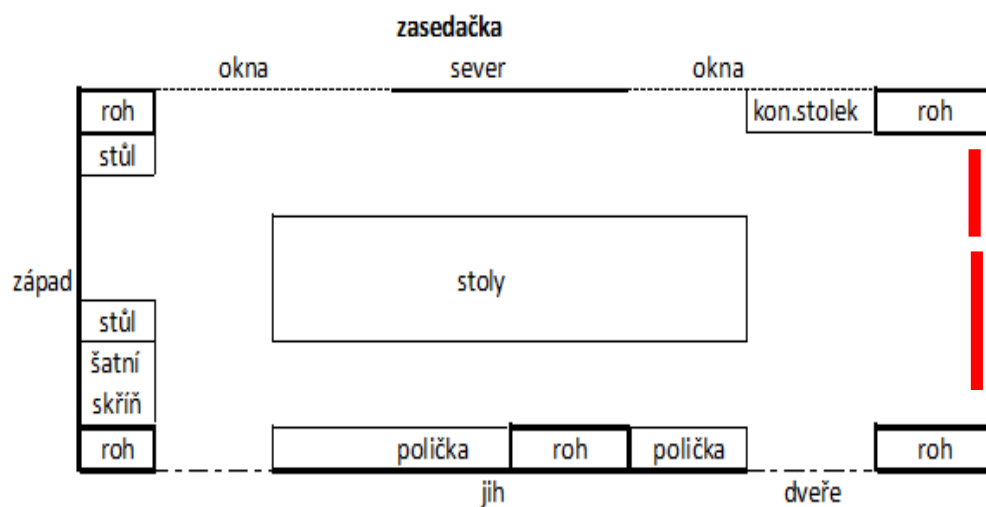 zasedačka
okna sever okna
roh kon.stolek roh
stůl
západ stoly
stůl
šatní
skříň
roh polička roh polička roh
jih dveře